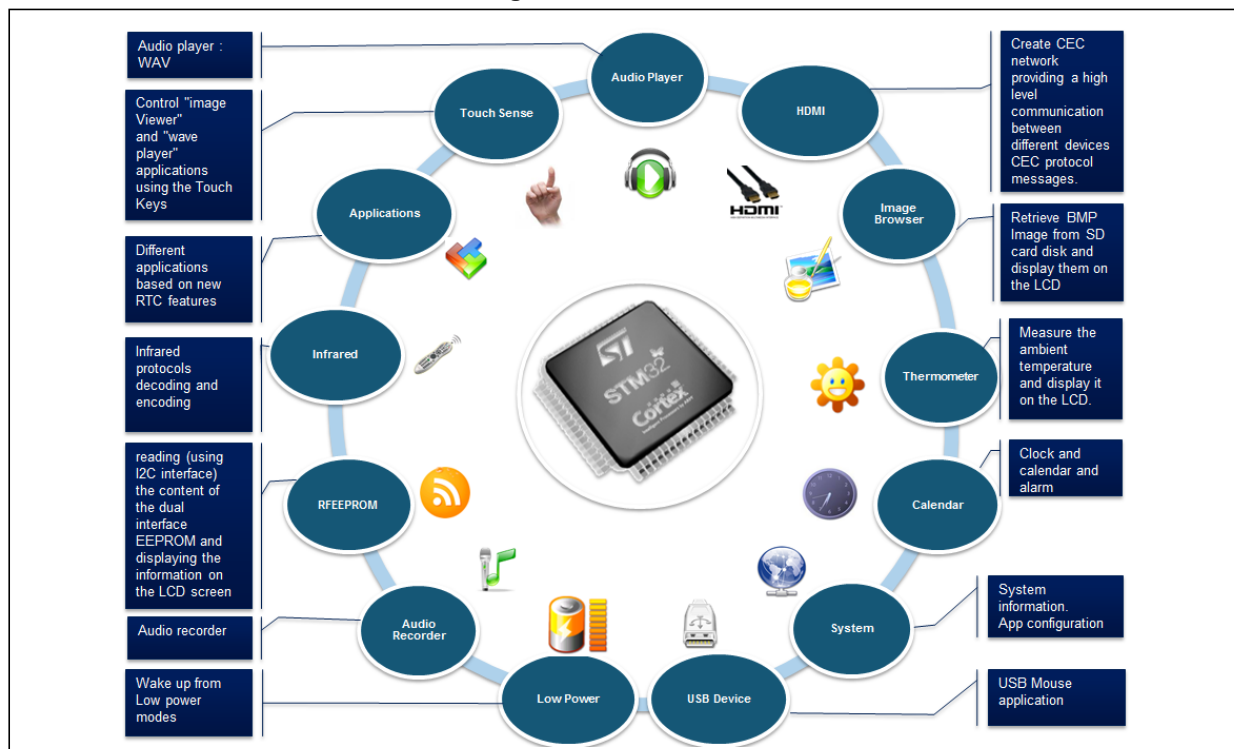 Audio player :
WAV
Control "image
Viewer"
and "wave
player"
applications
using the Touch
Keys
Different
applications
based on new
RTC features
Infrared
protocols
decoding and
encoding
reading (using
I2C interface)
the content of
the dual
interface
EEPROM and
displaying the
information on
the LCD screen
Audio recorder
Wake up from
Low power
modes
Audio Player
Touch Sense
HDMI
Applications
Image
Browser
Infrared
Thermometer
RFEEPROM
Calendar
Audio
Recorder
System
Low Power
USB Device
HDMI
ST
STM32
Cortex
Create CEC
network
providing a high
level
communication
between
different devices
CEC protocol
messages.
Retrieve BMP
Image from SD
card disk and
display them on
the LCD
Measure the
ambient
temperature
and display it
on the LCD.
Clock and
calendar and
alarm
System
information.
App configuration
USB Mouse
application